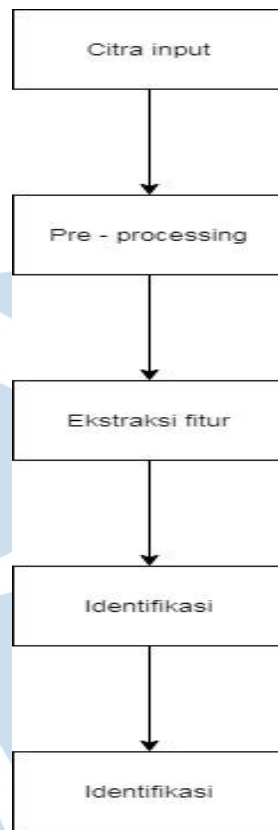 Citra input
Pre - processing
Ekstraksi fitur
Identifikasi
Identifikasi